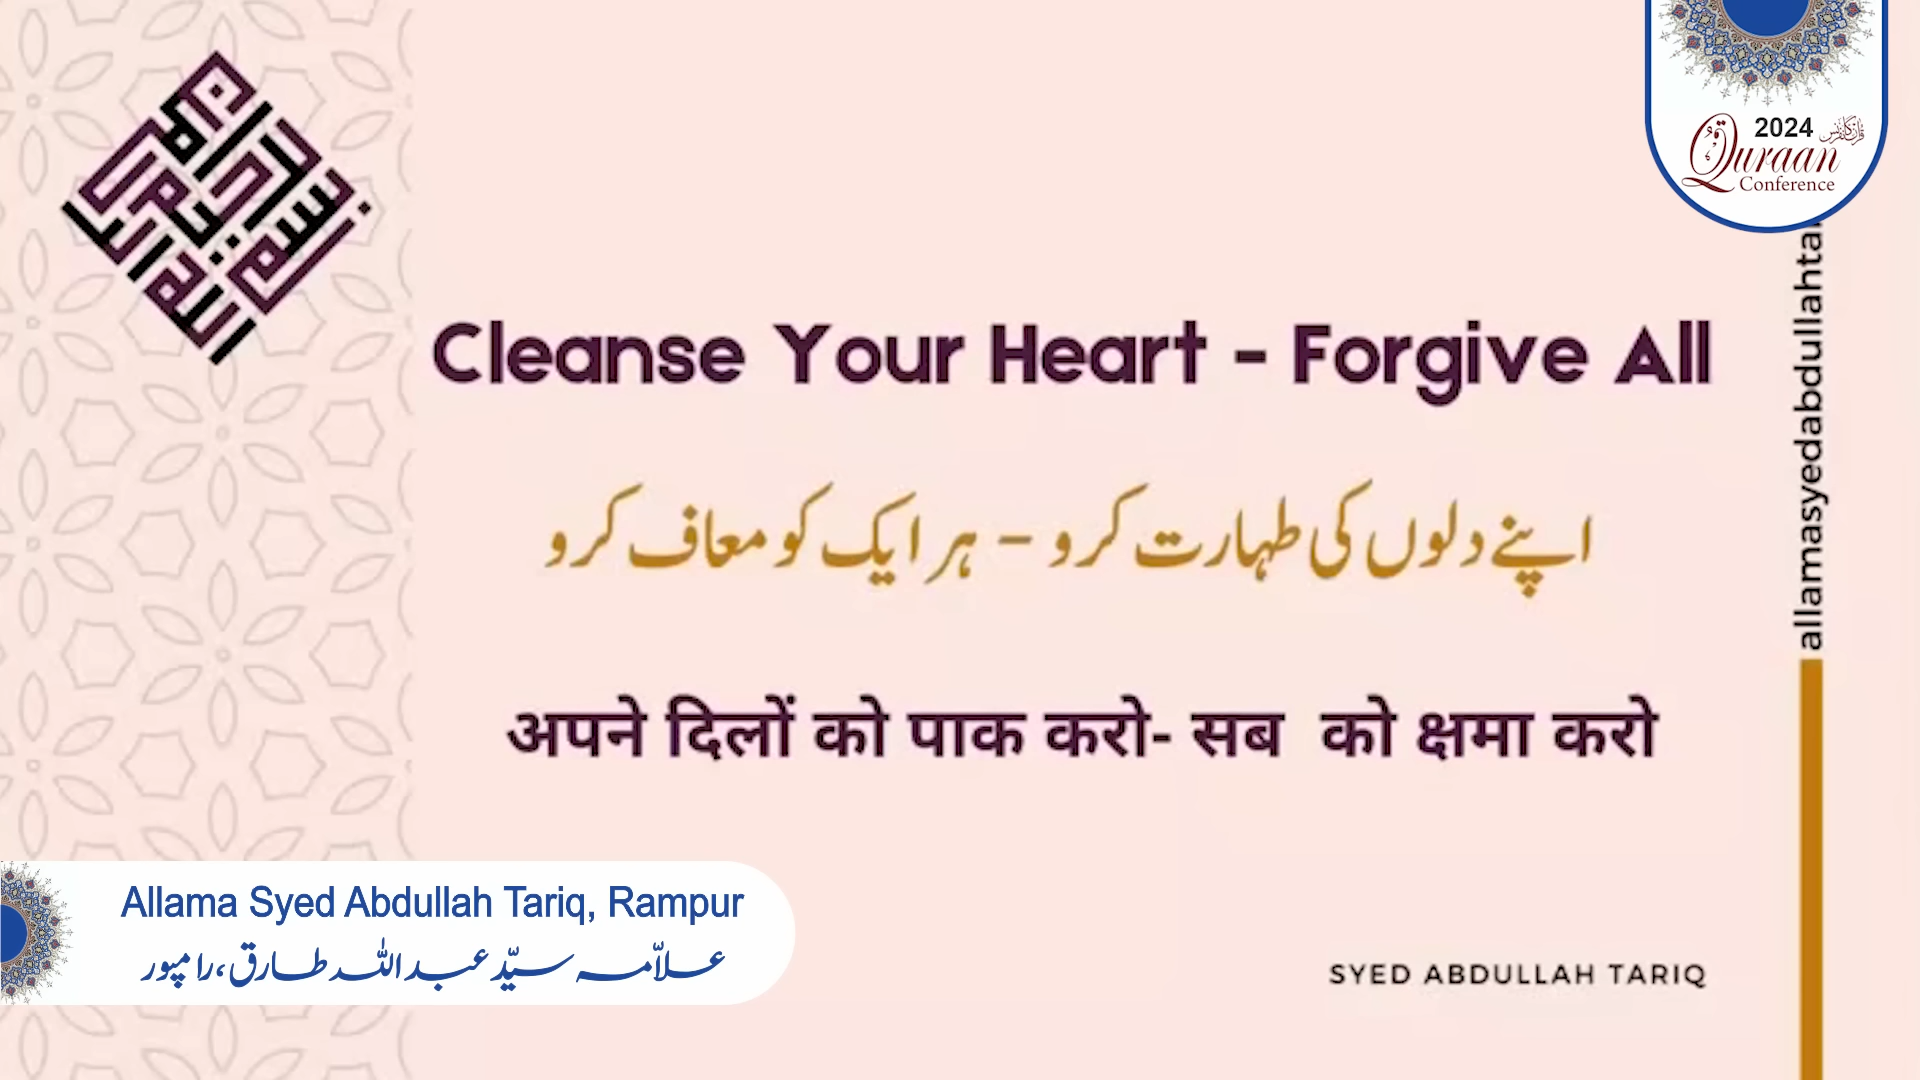 2024
قرآن کانفرنس
Quraan
Conference
Cleanse Your Heart - Forgive All
اپنے دلوں کی طہارت کرو – ہر ایک کو معاف کرو
अपने दिलों को पाक करो- सब को क्षमा करो
allamasyedabdullahta
Allama Syed Abdullah Tariq, Rampur
علاّمہ سیّد عبداللہ طارق، رامپور
SYED ABDULLAH TARIQ